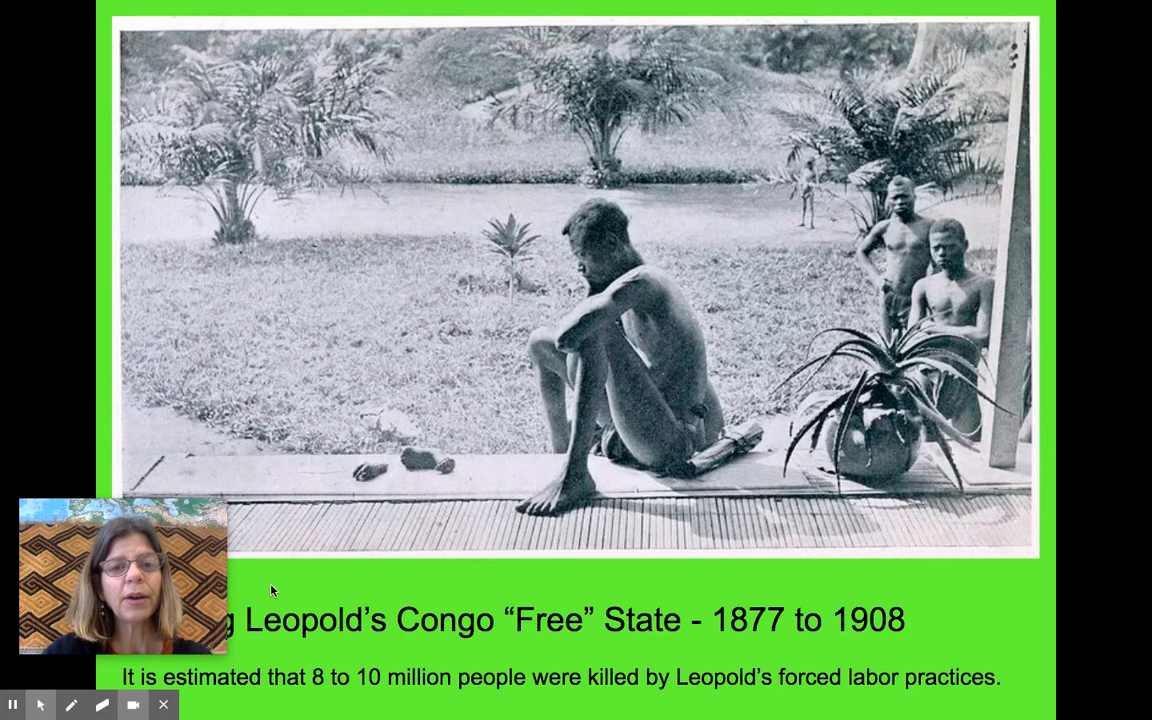 g Leopold’s Congo “Free” State - 1877 to 1908
It is estimated that 8 to 10 million people were killed by Leopold’s forced labor practices.